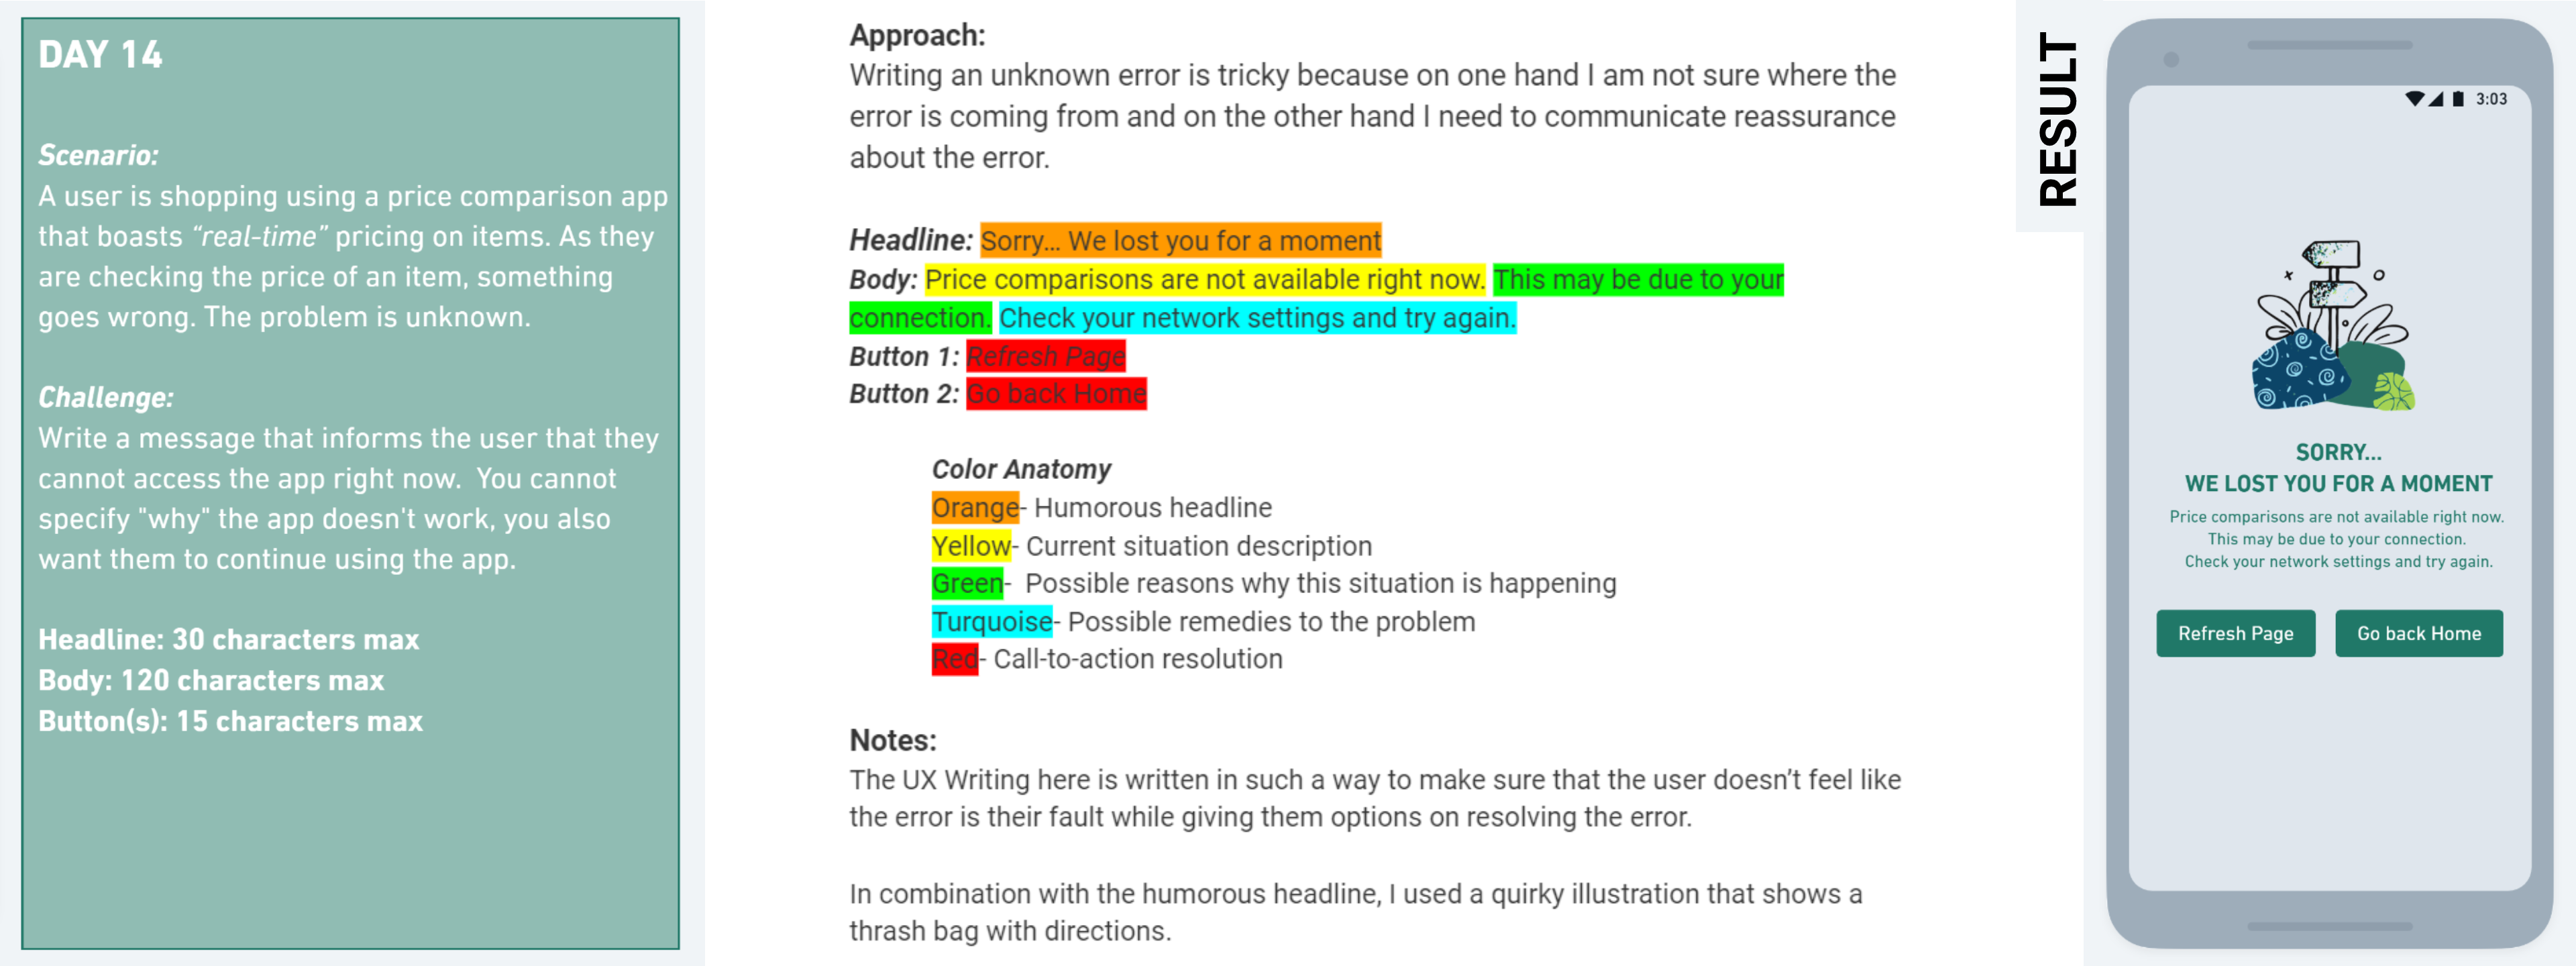 DAY 14
Scenario:
A user is shopping using a price comparison app
that boasts “real-time” pricing on items. As they
are checking the price of an item, something
goes wrong. The problem is unknown.
Challenge:
Write a message that informs the user that they
cannot access the app right now.  You cannot
specify "why" the app doesn't work, you also
want them to continue using the app.
Headline: 30 characters max
Body: 120 characters max
Button(s): 15 characters max
Approach:
Writing an unknown error is tricky because on one hand I am not sure where the
error is coming from and on the other hand I need to communicate reassurance
about the error.
Headline: Sorry... We lost you for a moment
Body: Price comparisons are not available right now. This may be due to your
connection. Check your network settings and try again.
Button 1: Refresh Page
Button 2: Go back Home
Color Anatomy
Orange- Humorous headline
Yellow- Current situation description
Green-  Possible reasons why this situation is happening
Turquoise- Possible remedies to the problem
Red- Call-to-action resolution
Notes:
The UX Writing here is written in such a way to make sure that the user doesn’t feel like
the error is their fault while giving them options on resolving the error.
In combination with the humorous headline, I used a quirky illustration that shows a
thrash bag with directions.
RESULT
3:03
SORRY...
WE LOST YOU FOR A MOMENT
Price comparisons are not available right now.
This may be due to your connection.
Check your network settings and try again.
Refresh Page
Go back Home